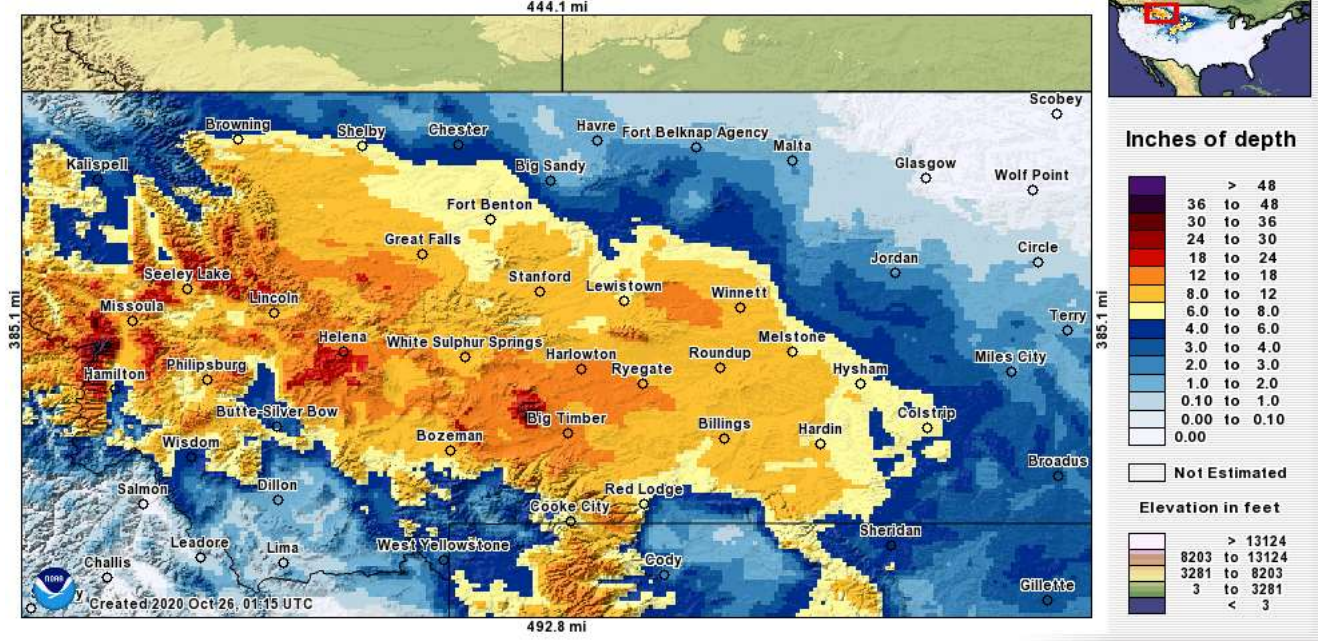 444.1 mi
Scobey
Browning
Shelby
Chester
Havre
Fort Belknap Agency
Malta
Kalispell
Big Sandy
Glasgow
Wolf Point
Fort Benton
Great Falls
Circle
Jordan
Seeley Lake
Stanford
Lewistown
Winnett
Lincoln
Missoula
Terry
385.1 mi
385.1 mi
Helena
White Sulphur Springs
Harlowton
Roundup
Melstone
Miles City
Philipsburg
Ryegate
Hysham
Hamilton
Butte-Silver Bow
Big Timber
Colstrip
Billings
Hardin
Wisdom
Bozeman
Broadus
Salmon
Dillon
Red Lodge
Cooke City
Sheridan
Leadore
Lima
West Yellowstone
Cody
Challis
Gillette
NOAA
y
Created 2020 Oct 26, 01:15 UTC
492.8 mi
Inches of depth
> 48
36 to 48
30 to 36
24 to 30
18 to 24
12 to 18
8.0 to 12
6.0 to 8.0
4.0 to 6.0
3.0 to 4.0
2.0 to 3.0
1.0 to 2.0
0.10 to 1.0
0.00 to 0.10
0.00
Not Estimated
Elevation in feet
> 13124
8203 to 13124
3281 to 8203
3 to 3281
< 3